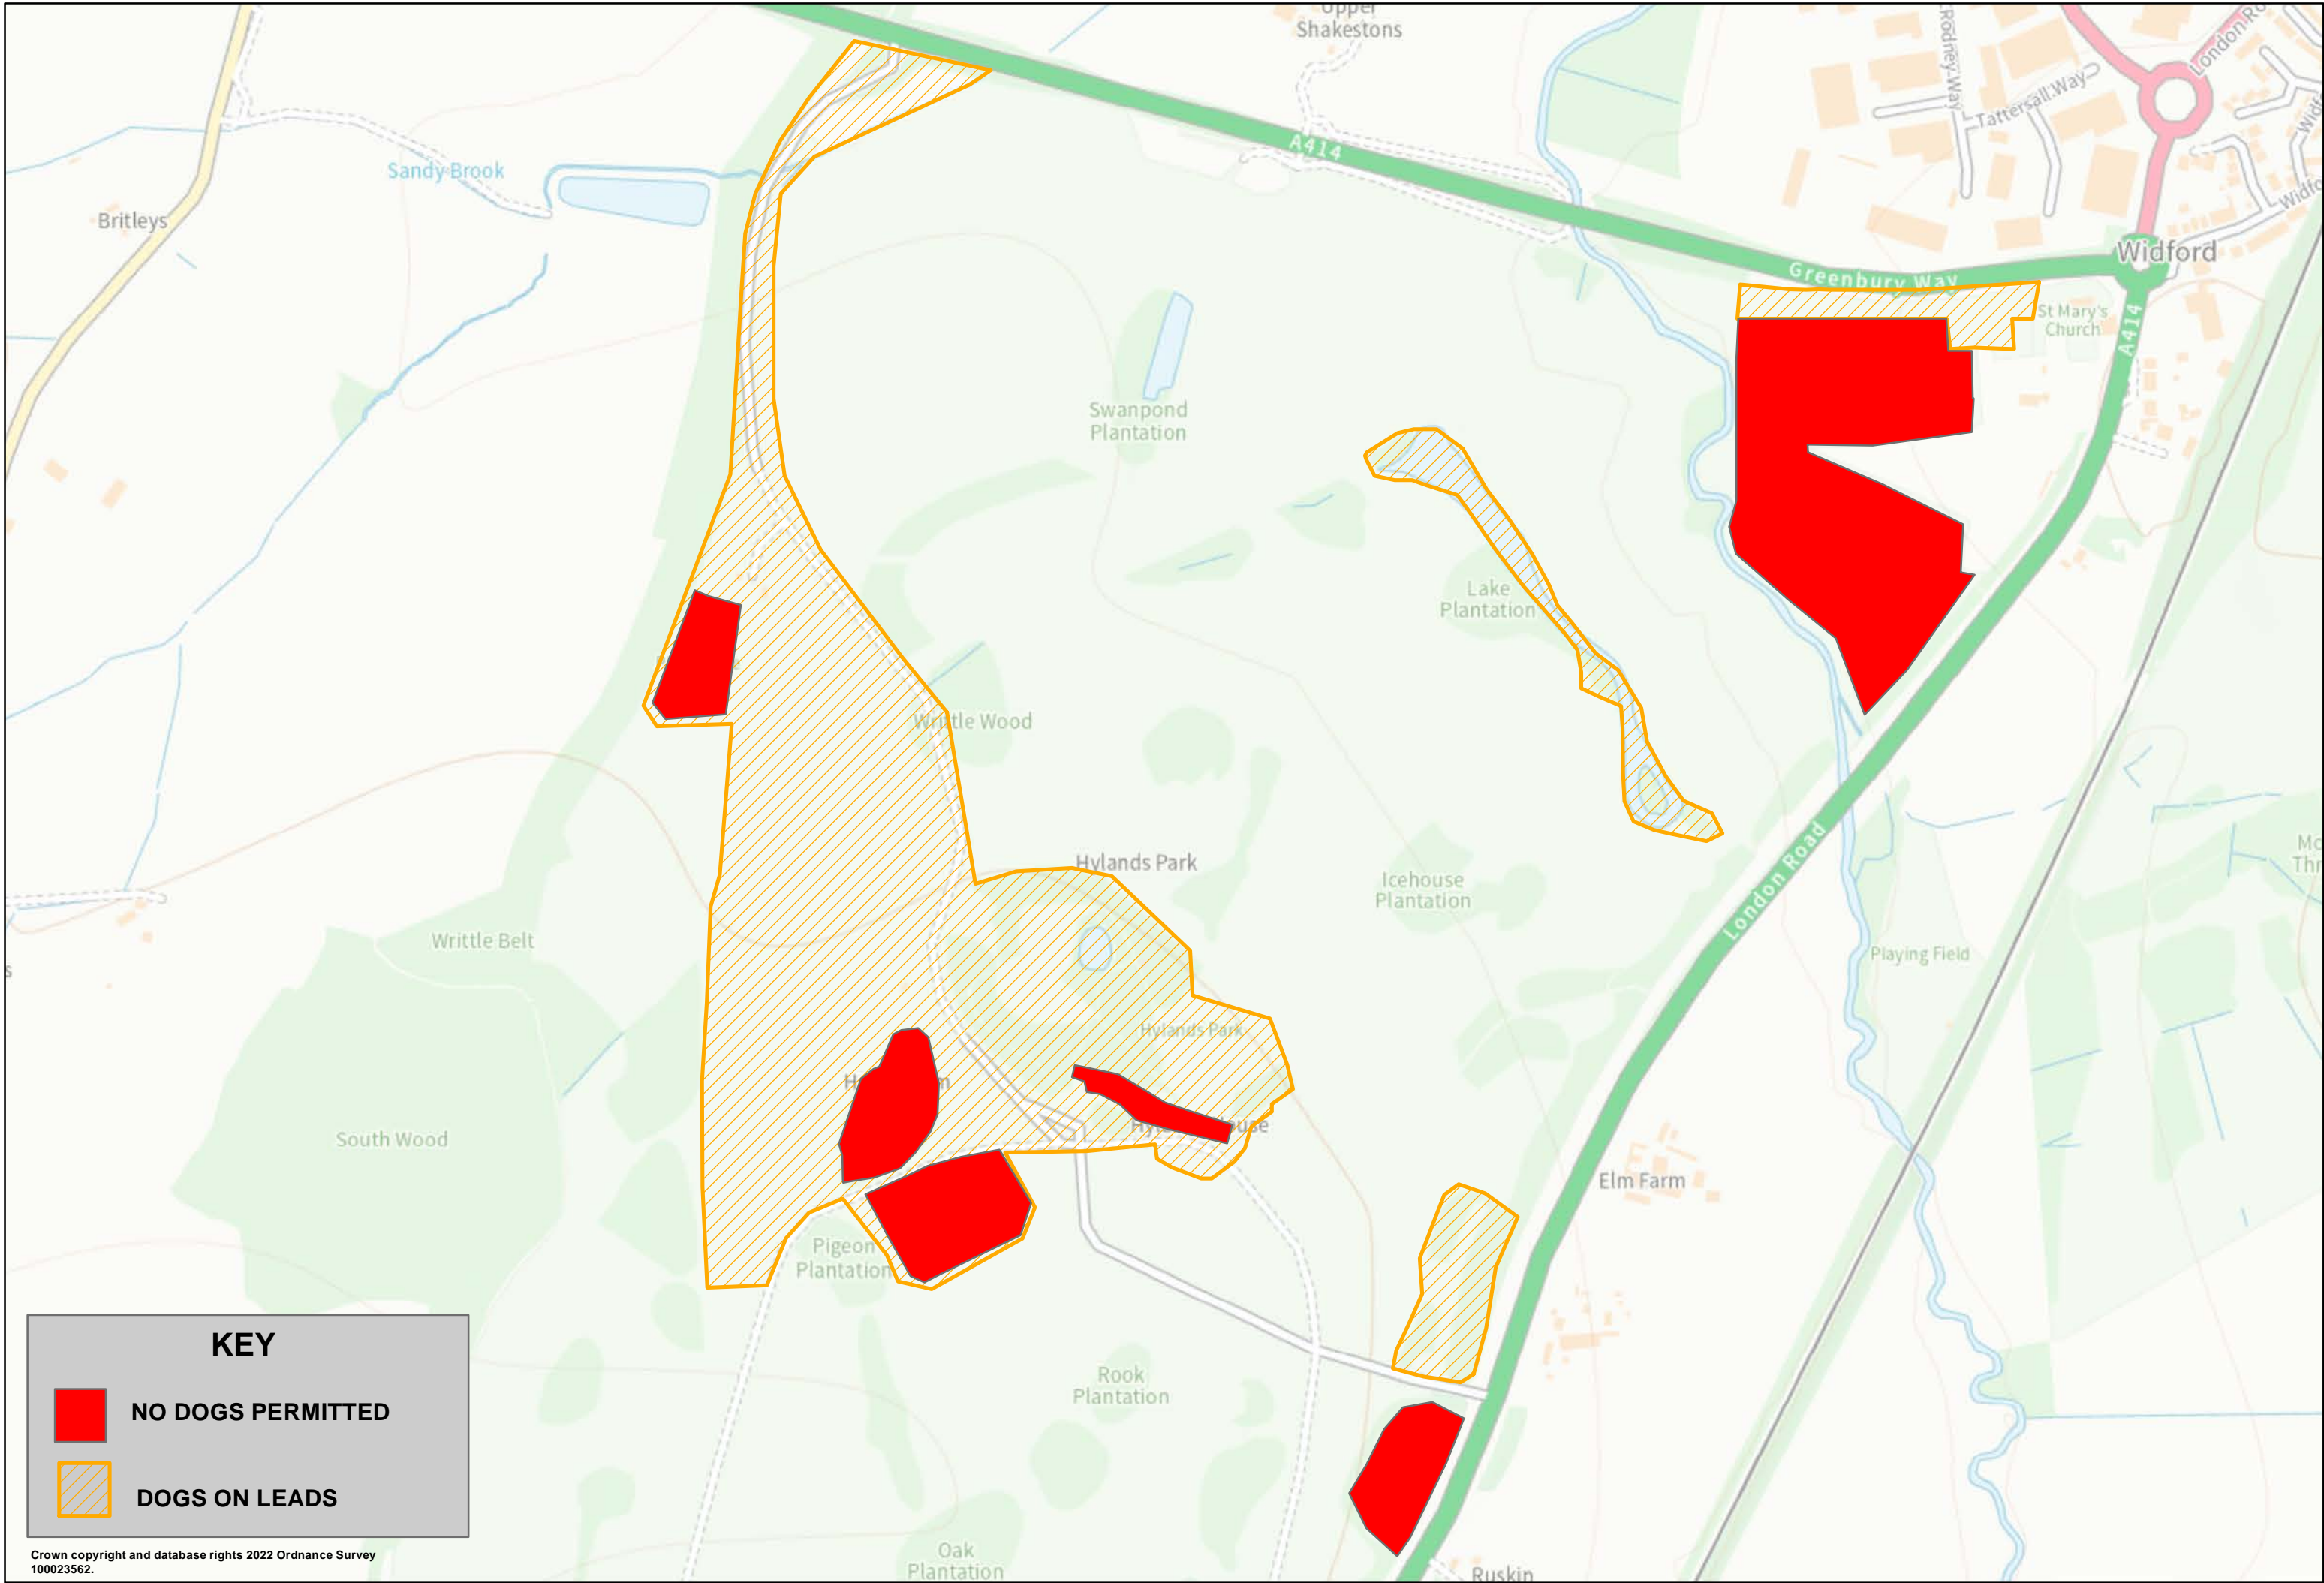 Upper
Shakestons
Rodney Way
London Ro
Tattersall Way
A414
Sandy Brook
Britleys
Widford
Greenbury Way
St Mary's
Church
A414
Swanpond
Plantation
Lake
Plantation
Writtle Wood
Hylands Park
Icehouse
Plantation
London Road
Writtle Belt
Playing Field
Hylands Park
South Wood
Elm Farm
Pigeon
Plantation
Rook
Plantation
Oak
Plantation
Ruskin
KEY
NO DOGS PERMITTED
DOGS ON LEADS
Crown copyright and database rights 2022 Ordnance Survey
100023562.